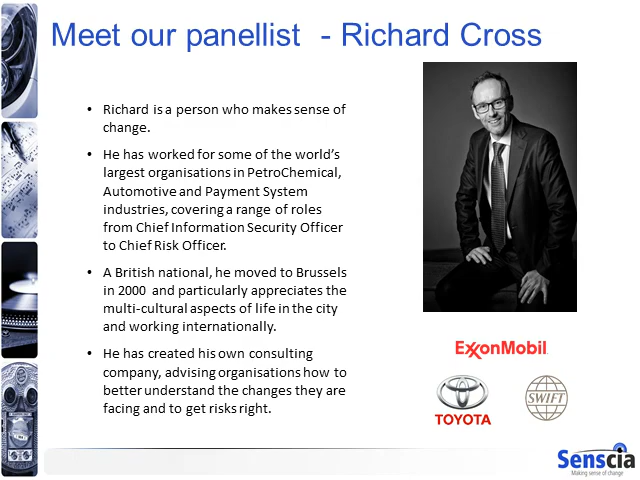 Meet our panellist - Richard Cross
• Richard is a person who makes sense of
change.
• He has worked for some of the world's
largest organisations in PetroChemical,
Automotive and Payment System
industries, covering a range of roles
from Chief Information Security Officer
to Chief Risk Officer.
• A British national, he moved to Brussels
in 2000 and particularly appreciates the
multi-cultural aspects of life in the city
and working internationally.
• He has created his own consulting
company, advising organisations how to
better understand the changes they are
facing and to get risks right.
ExxonMobil
TOYOTA
SWIFT
Senscia
Making sense of change